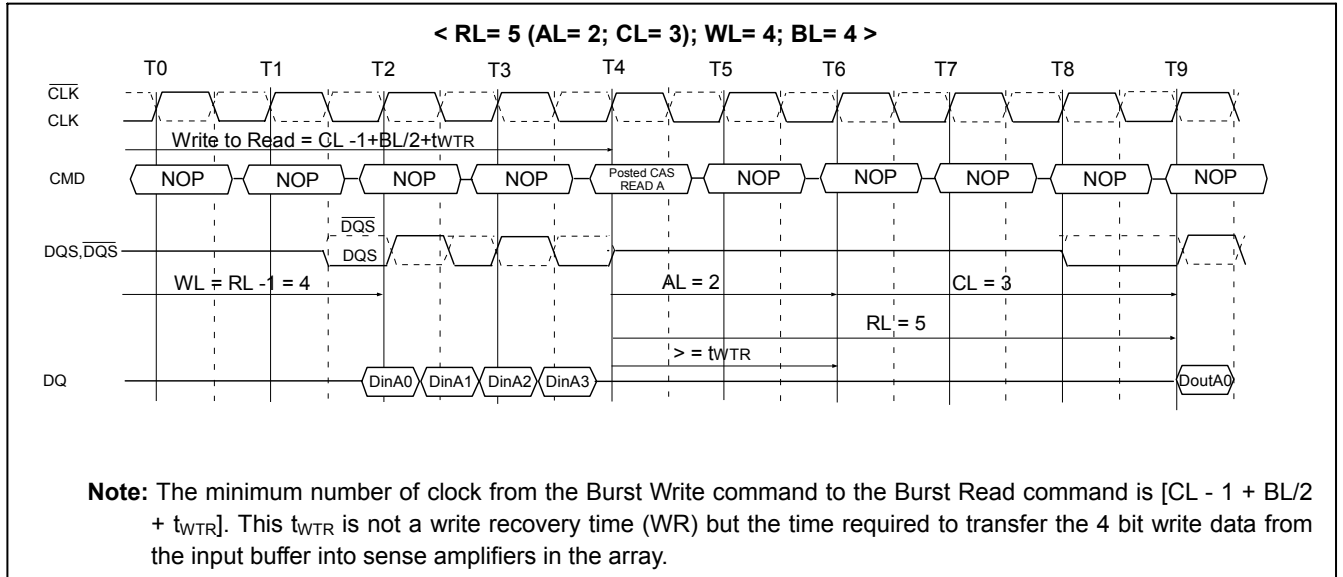 < RL= 5 (AL= 2; CL= 3); WL= 4; BL= 4 >
T0 T1 T2 T3 T4 T5 T6 T7 T8 T9
CLK
CLK
Write to Read = CL -1+BL/2+tWTR
CMD NOP NOP NOP NOP Posted CAS READ A NOP NOP NOP NOP NOP
DQS
DQS,DQS DQS
WL = RL -1 = 4 AL = 2 CL = 3
RL = 5
> = tWTR
DQ DinA0 DinA1 DinA2 DinA3 DoutA0
Note: The minimum number of clock from the Burst Write command to the Burst Read command is [CL - 1 + BL/2
+ tWTR]. This tWTR is not a write recovery time (WR) but the time required to transfer the 4 bit write data from
the input buffer into sense amplifiers in the array.